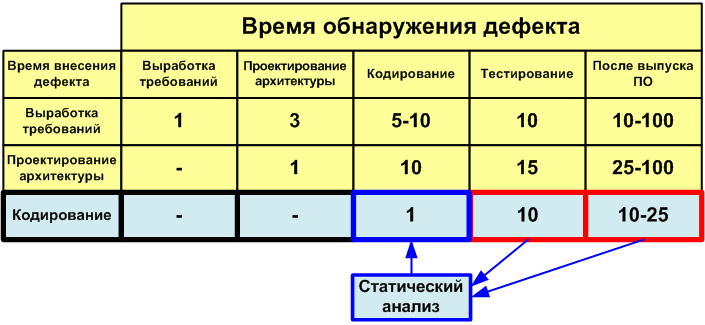 Время обнаружения дефекта
Время внесения
дефекта
Выработка
требований
Проектирование
архитектуры
Кодирование
Тестирование
После выпуска
ПО
Выработка
требований
1
3
5-10
10
10-100
Проектирование
архитектуры
-
1
10
15
25-100
Кодирование
-
-
1
10
10-25
Статический
анализ